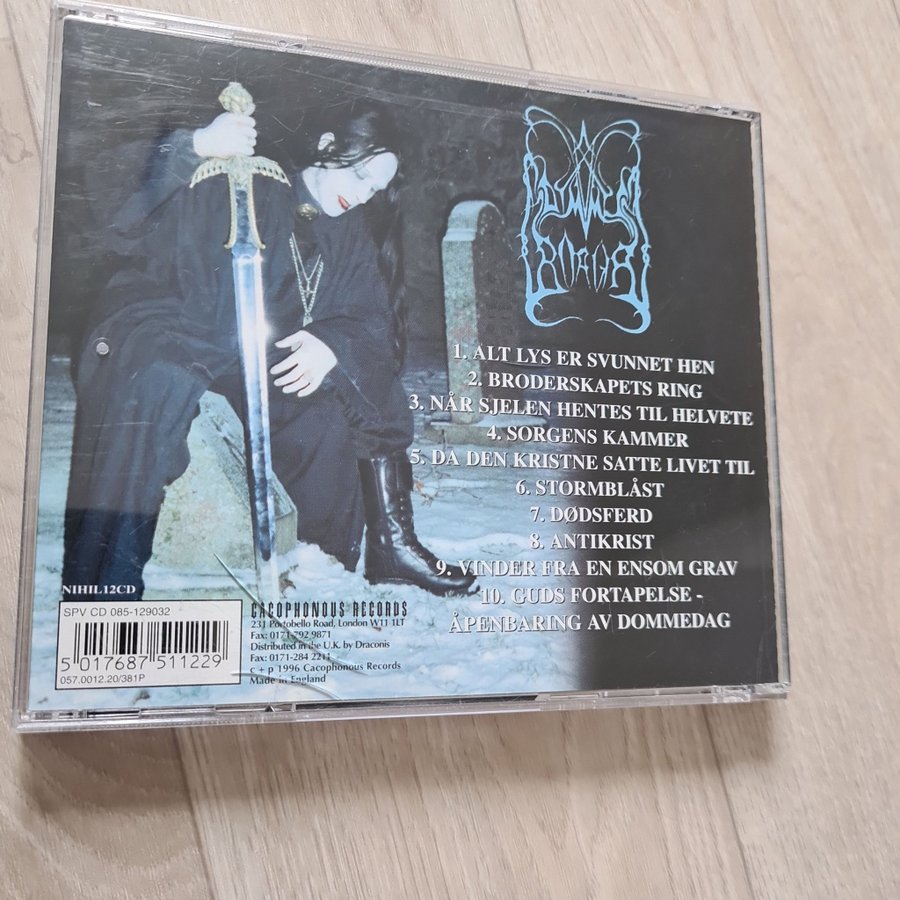 DIMMU
BORGIR
1. ALT LYS ER SVUNNET HEN
2. BRODERSKAPETS RING
3. NÅR SJELEN HENTES TIL HELVETE
4. SORGENS KAMMER
5. DA DEN KRISTNE SATTE LIVET TIL
6. STORMBLÅST
7. DØDSFERD
8. ANTIKRIST
9. VINDER FRA EN ENSOM GRAV
10. GUDS FORTAPELSE -
ÅPENBARING AV DOMMEDAG
NIHIL12CD
SPV CD 085-129032
5 017687 511229
057.0012.20/381P
CACOPHONOUS RECORDS
231 Portobello Road, London W11 1LT
Fax: 0171-792 9871
Distributed in the U.K. by Draconis
Fax: 0171-284 2211
c + p 1996 Cacophonous Records
Made in England